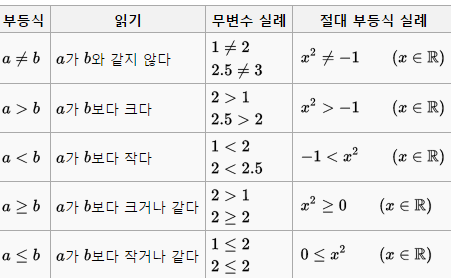 부등식 읽기 무변수 실례 절대 부등식 실례
a ≠ b a가 b와 같지 않다 1 ≠ 2 x² ≠ −1 (x ∈ ℝ)
2.5 ≠ 3
a > b a가 b보다 크다 2 > 1 x² > −1 (x ∈ ℝ)
2.5 > 2
a < b a가 b보다 작다 1 < 2 −1 < x² (x ∈ ℝ)
2 < 2.5
a ≥ b a가 b보다 크거나 같다 2 > 1 x² ≥ 0 (x ∈ ℝ)
2 ≥ 2
a ≤ b a가 b보다 작거나 같다 1 ≤ 2 0 ≤ x² (x ∈ ℝ)
2 ≤ 2